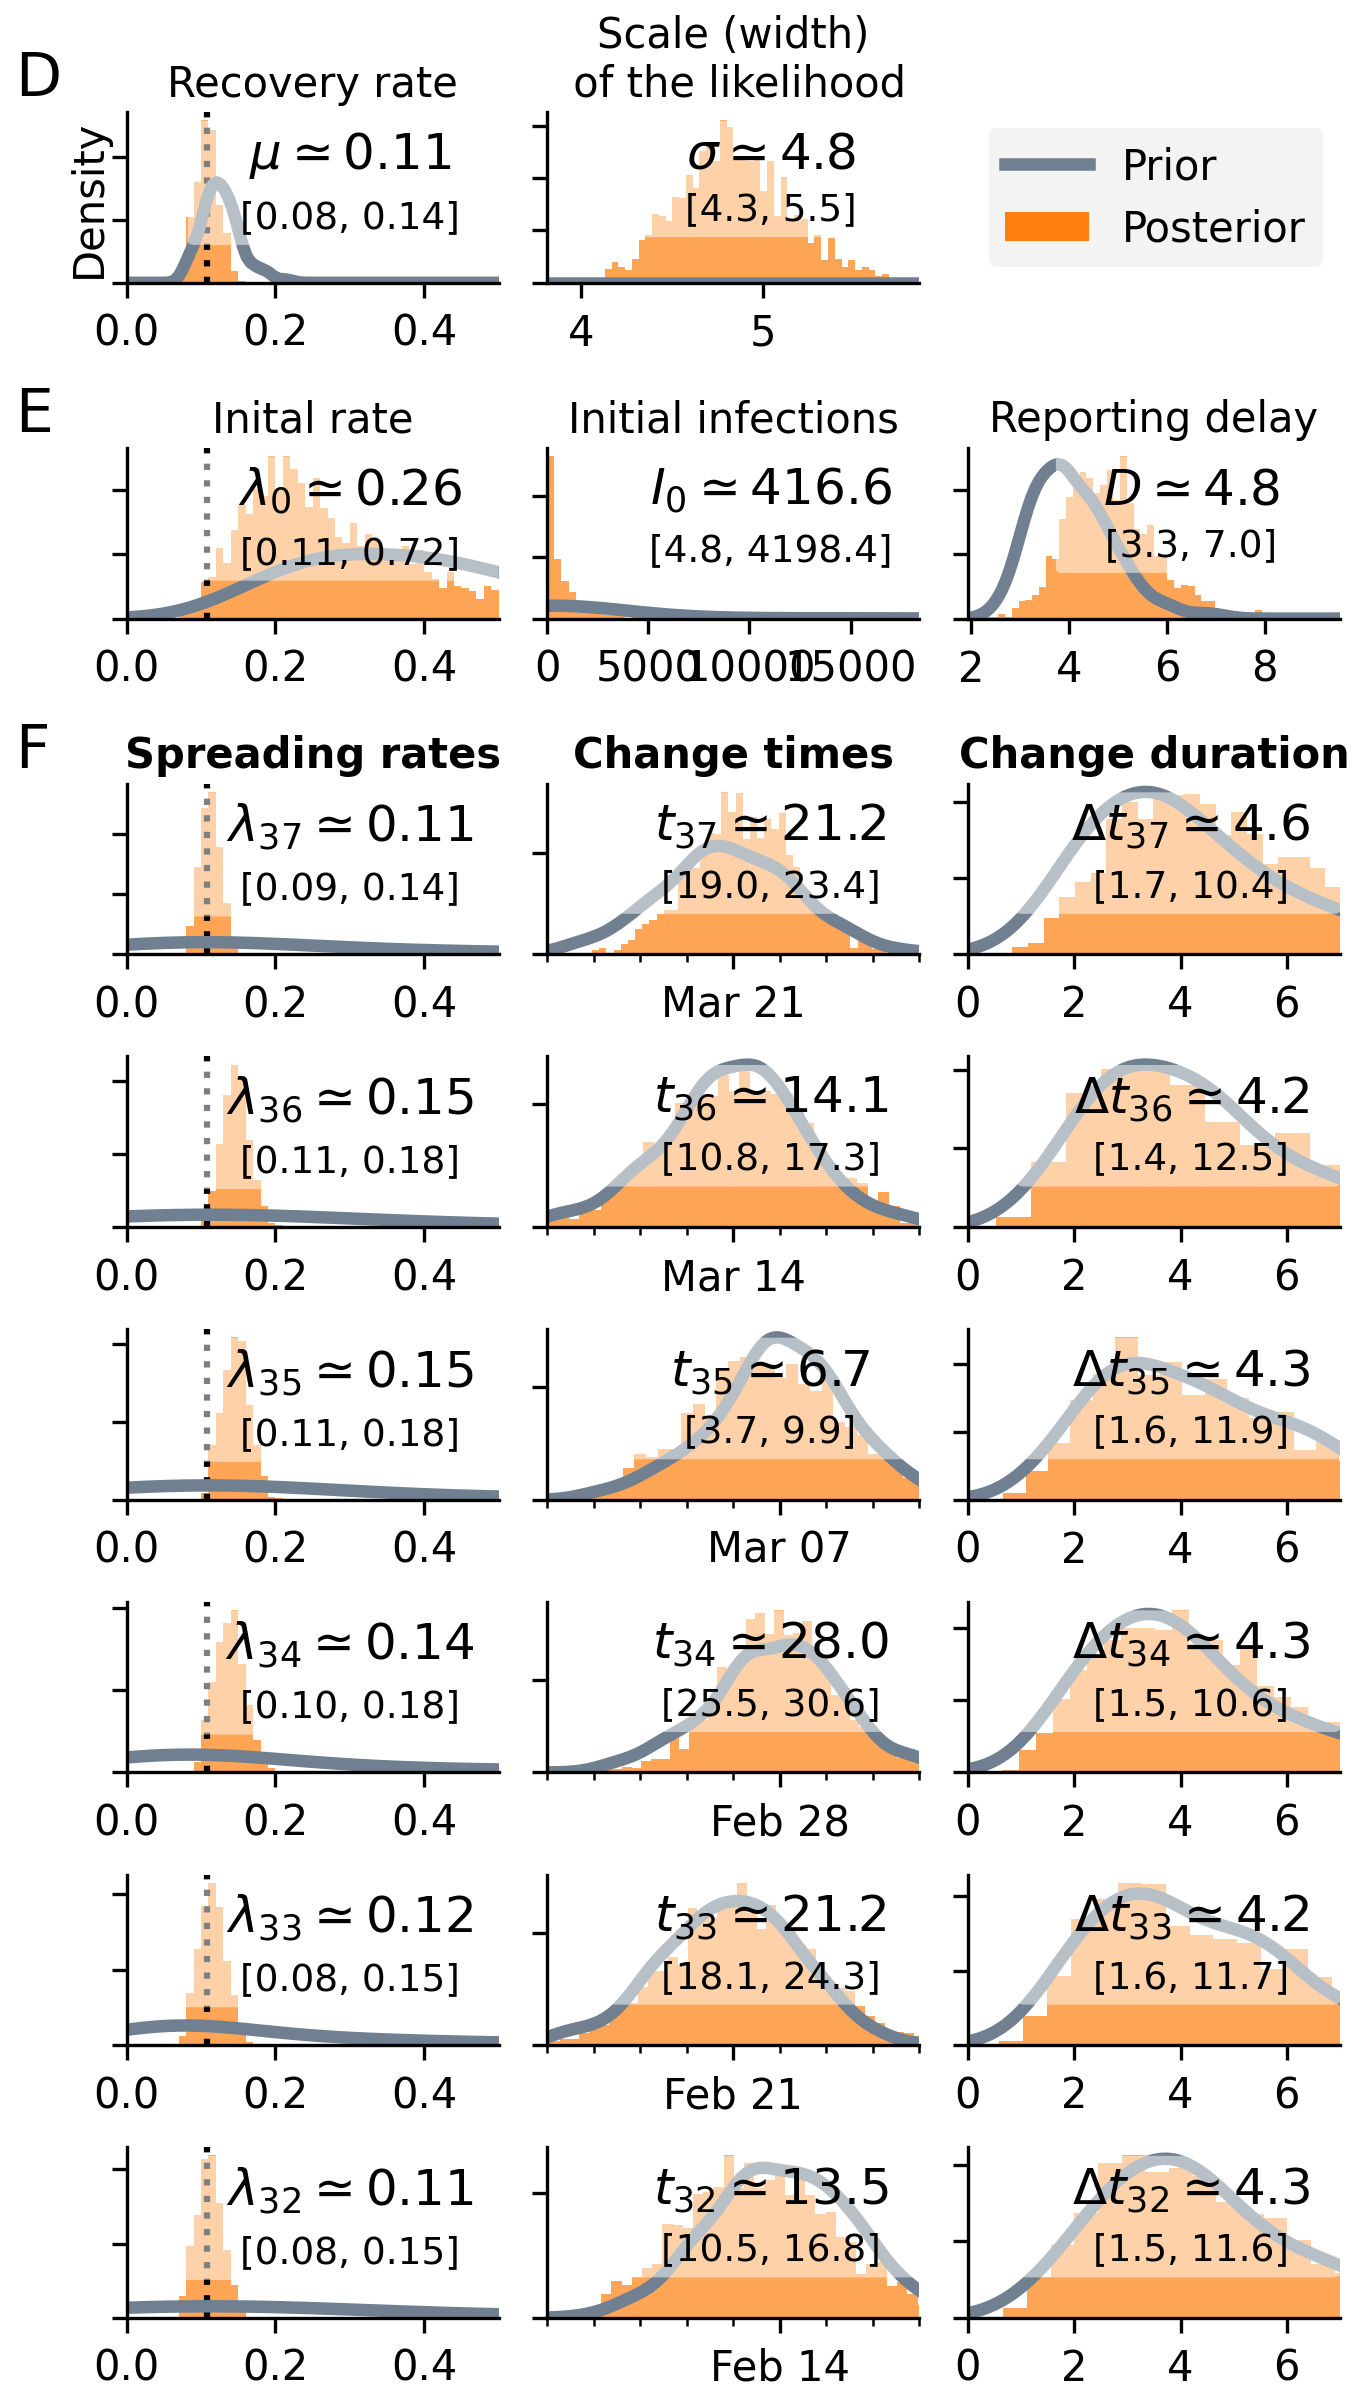 D
Recovery rate
Scale (width)
of the likelihood
Density
μ ≃ 0.11
[0.08, 0.14]
0.0 0.2 0.4
σ ≃ 4.8
[4.3, 5.5]
4 5
Prior
Posterior
E
Inital rate
λ0 ≃ 0.26
[0.11, 0.72]
0.0 0.2 0.4
Initial infections
I0 ≃ 416.6
[4.8, 4198.4]
0 5000 10000 15000
Reporting delay
D ≃ 4.8
[3.3, 7.0]
2 4 6 8
F
Spreading rates
Change times
Change duration
λ37 ≃ 0.11
[0.09, 0.14]
0.0 0.2 0.4
t37 ≃ 21.2
[19.0, 23.4]
Mar 21
Δt37 ≃ 4.6
[1.7, 10.4]
0 2 4 6
λ36 ≃ 0.15
[0.11, 0.18]
0.0 0.2 0.4
t36 ≃ 14.1
[10.8, 17.3]
Mar 14
Δt36 ≃ 4.2
[1.4, 12.5]
0 2 4 6
λ35 ≃ 0.15
[0.11, 0.18]
0.0 0.2 0.4
t35 ≃ 6.7
[3.7, 9.9]
Mar 07
Δt35 ≃ 4.3
[1.6, 11.9]
0 2 4 6
λ34 ≃ 0.14
[0.10, 0.18]
0.0 0.2 0.4
t34 ≃ 28.0
[25.5, 30.6]
Feb 28
Δt34 ≃ 4.3
[1.5, 10.6]
0 2 4 6
λ33 ≃ 0.12
[0.08, 0.15]
0.0 0.2 0.4
t33 ≃ 21.2
[18.1, 24.3]
Feb 21
Δt33 ≃ 4.2
[1.6, 11.7]
0 2 4 6
λ32 ≃ 0.11
[0.08, 0.15]
0.0 0.2 0.4
t32 ≃ 13.5
[10.5, 16.8]
Feb 14
Δt32 ≃ 4.3
[1.5, 11.6]
0 2 4 6